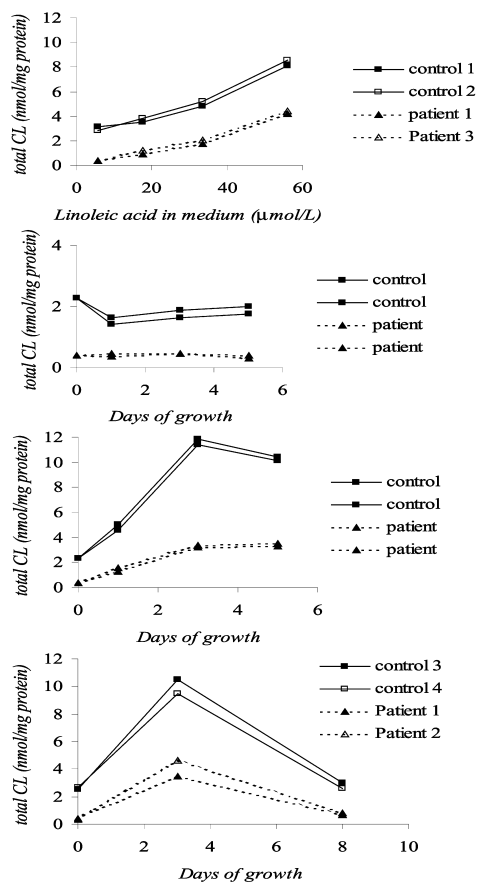 total CL (nmol/mg protein)
12
10
8
6
4
2
0
0 20 40 60
Linoleic acid in medium (μmol/L)
control 1
control 2
patient 1
Patient 3
total CL (nmol/mg protein)
4
2
0
0 2 4 6
Days of growth
control
control
patient
patient
total CL (nmol/mg protein)
12
10
8
6
4
2
0
0 2 4 6
Days of growth
control
control
patient
patient
total CL (nmol/mg protein)
12
10
8
6
4
2
0
0 2 4 6 8 10
Days of growth
control 3
control 4
Patient 1
Patient 2